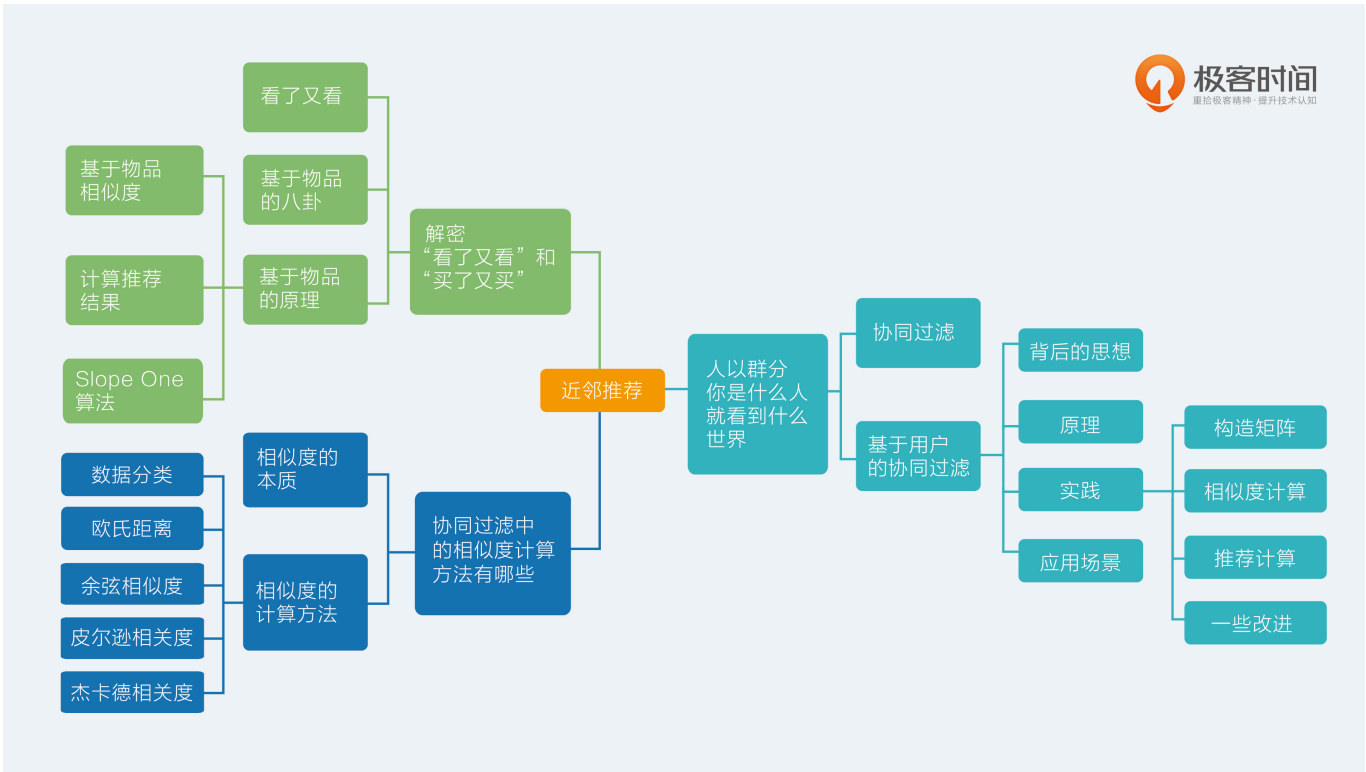 极客时间
重拾极客精神·提升技术认知
看了又看
基于物品
相似度
基于物品
的八卦
解密
“看了又看”和
“买了又买”
计算推荐
结果
基于物品
的原理
Slope One
算法
近邻推荐
人以群分
你是什么人
就看到什么
世界
协同过滤
基于用户
的协同过滤
背后的思想
原理
实践
应用场景
构造矩阵
相似度计算
推荐计算
一些改进
相似度的
本质
协同过滤中
的相似度计算
方法有哪些
相似度的
计算方法
数据分类
欧氏距离
余弦相似度
皮尔逊相关度
杰卡德相关度